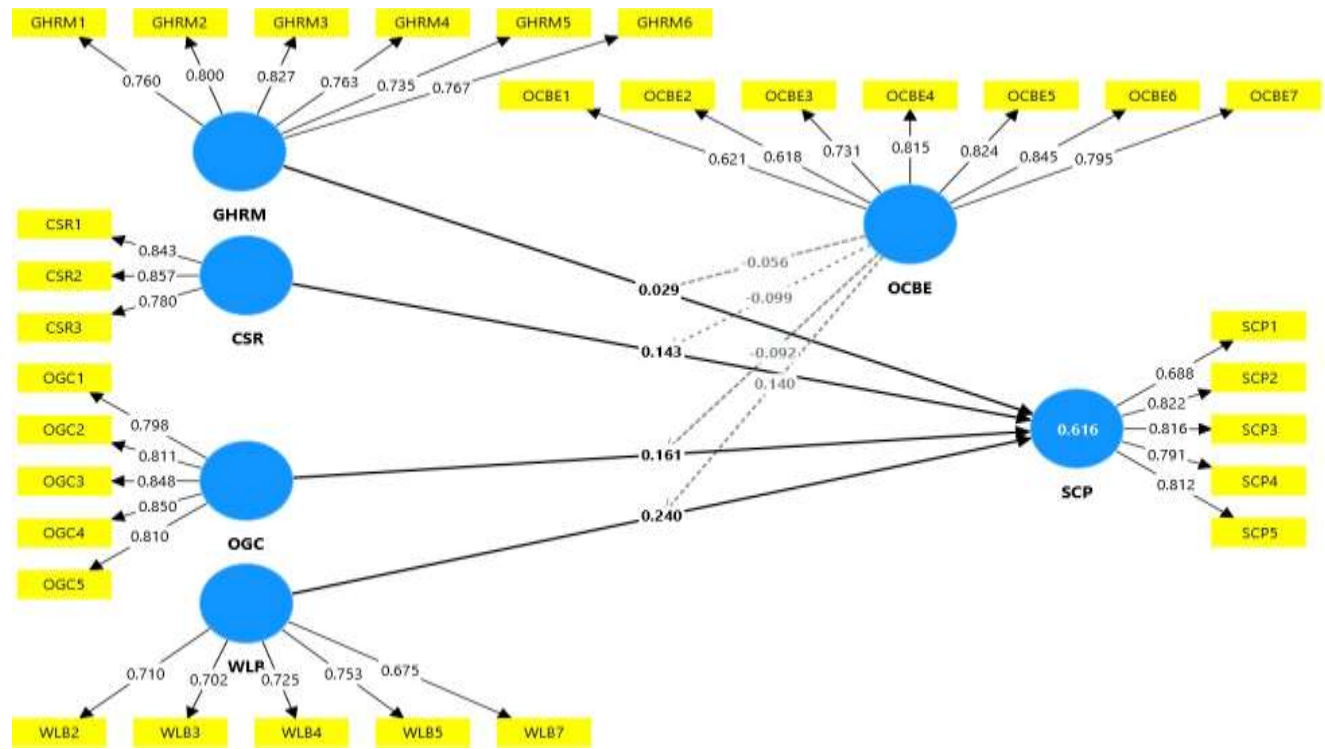 GHRM1 GHRM2 GHRM3 GHRM4 GHRM5 GHRM6
0.760 0.800 0.827 0.763 0.735 0.767
GHRM
OCBE1 OCBE2 OCBE3 OCBE4 OCBE5 OCBE6 OCBE7
0.621 0.618 0.731 0.815 0.824 0.845 0.795
OCBE
CSR1
CSR2
CSR3
0.843
0.857
0.780
CSR
-0.056
0.029
-0.099
0.143
-0.092
0.140
0.161
0.240
OGC1
OGC2
OGC3
OGC4
OGC5
0.798
0.811
0.848
0.850
0.810
OGC
0.616
SCP
0.688
0.822
0.816
0.791
0.812
SCP1
SCP2
SCP3
SCP4
SCP5
WLB
0.710 0.702 0.725 0.753 0.675
WLB2 WLB3 WLB4 WLB5 WLB7